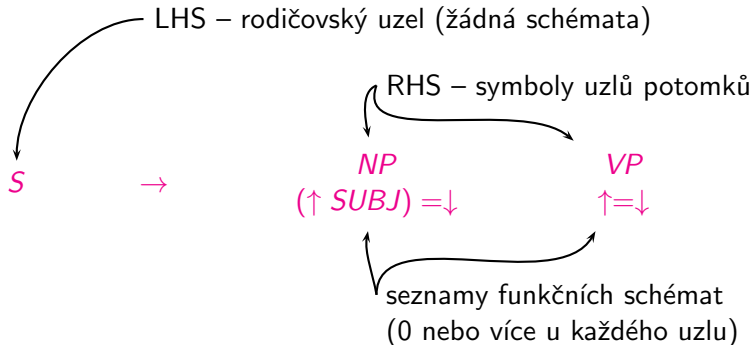 LHS – rodičovský uzel (žádná schémata)
RHS – symboly uzlů potomků
NP VP
S →
(↑ SUBJ) =↓ ↑=↓
seznamy funkčních schémat
(0 nebo více u každého uzlu)